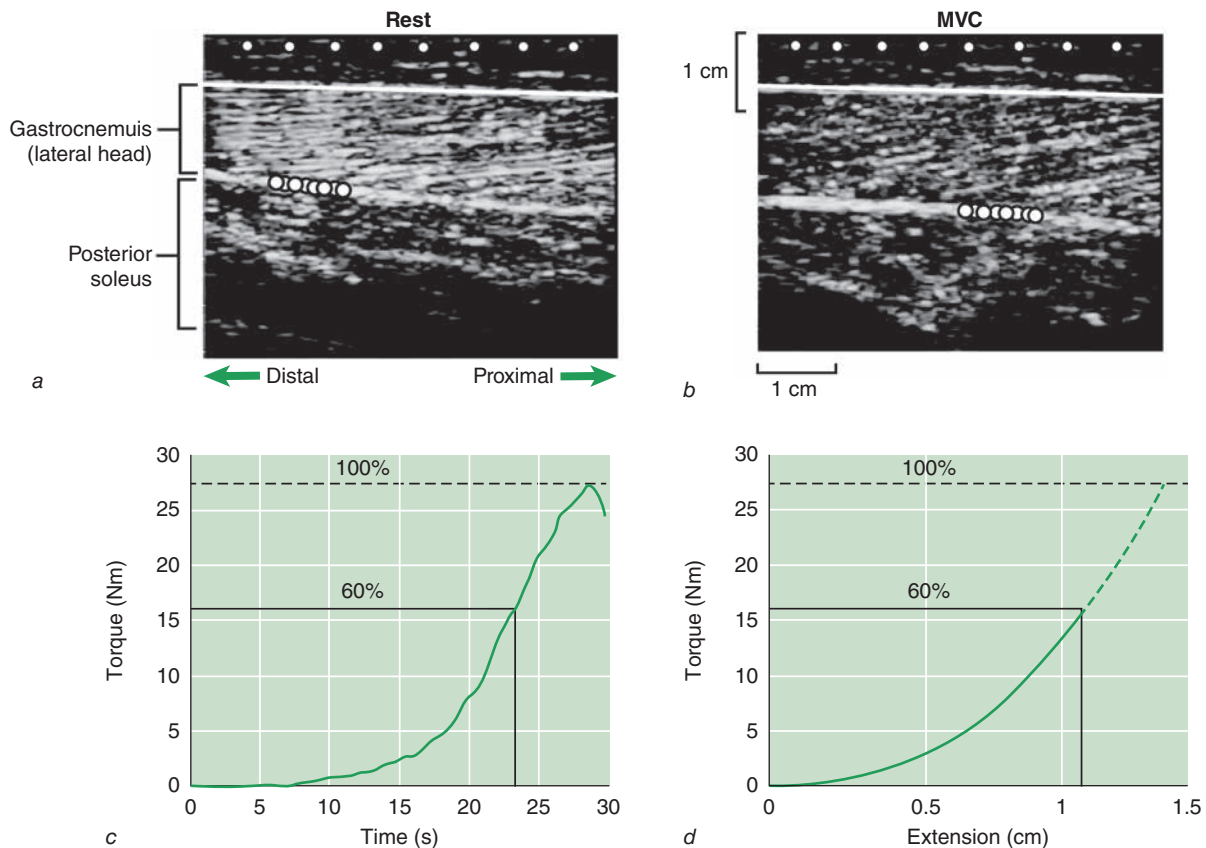 Rest
MVC
1 cm
Gastrocnemuis
(lateral head)
Posterior
soleus
a
Distal
Proximal
b
1 cm
30
25
20
15
10
5
0
Torque (Nm)
100%
60%
0
5
10
15
20
25
30
c
Time (s)
30
25
20
15
10
5
0
Torque (Nm)
100%
60%
0
0.5
1
1.5
d
Extension (cm)